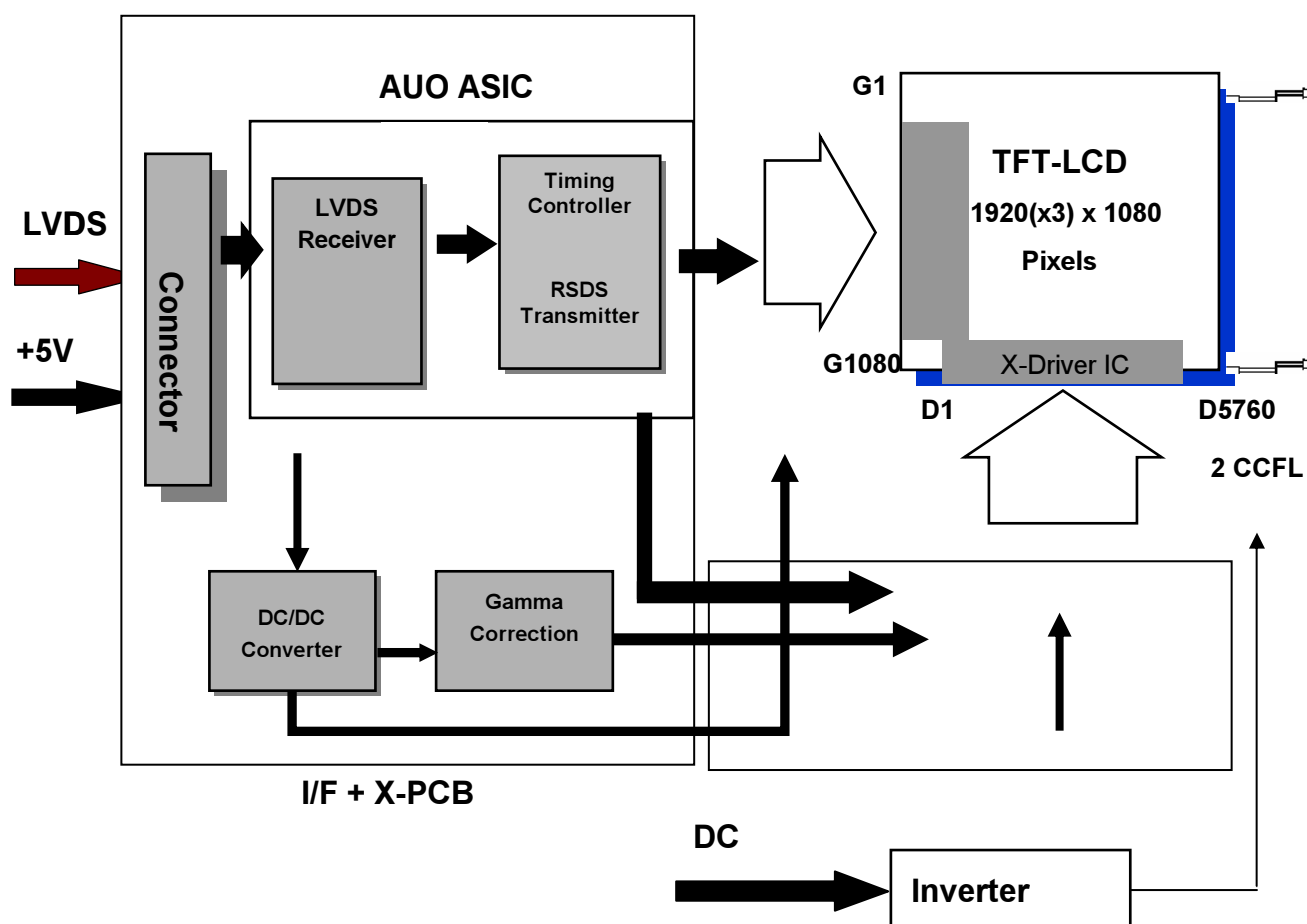 AUO ASIC
G1
TFT-LCD
1920(x3) x 1080
Pixels
LVDS
+5V
Connector
LVDS
Receiver
Timing
Controller
RSDS
Transmitter
G1080
X-Driver IC
D1
D5760
2 CCFL
DC/DC
Converter
Gamma
Correction
I/F + X-PCB
DC
Inverter